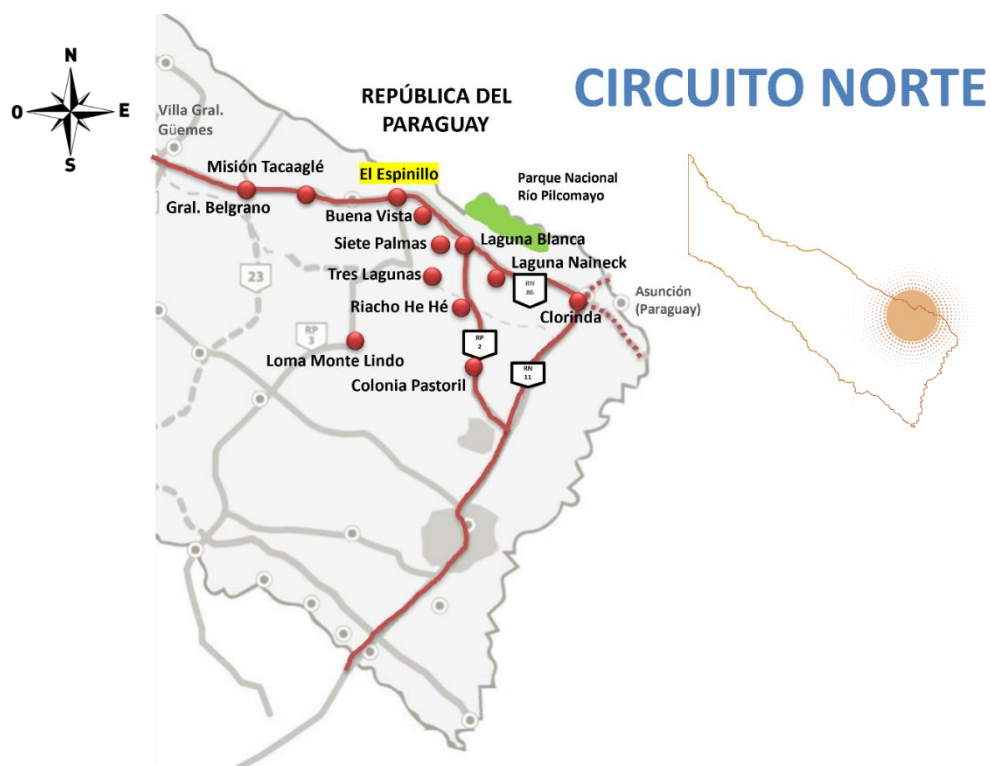 CIRCUITO NORTE
N
O
E
S
REPÚBLICA DEL
PARAGUAY
Villa Gral.
Güemes
Misión Tacaaglé
El Espinillo
Parque Nacional
Río Pilcomayo
Gral. Belgrano
Buena Vista
Siete Palmas
Laguna Blanca
Laguna Naineck
Tres Lagunas
23
RN
86
Asunción
(Paraguay)
Riacho He Hé
Clorinda
RP
3
RP
2
Loma Monte Lindo
RN
11
Colonia Pastoril